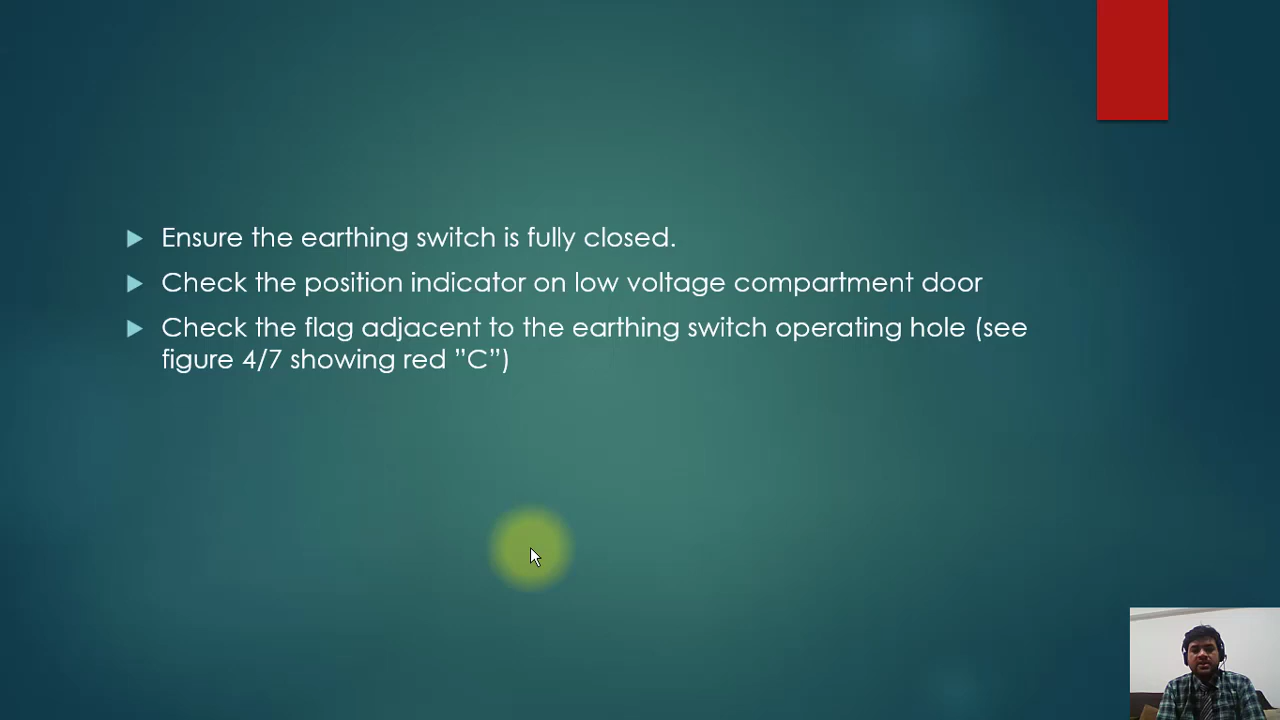 Ensure the earthing switch is fully closed.
Check the position indicator on low voltage compartment door
Check the flag adjacent to the earthing switch operating hole (see
figure 4/7 showing red ”C”)